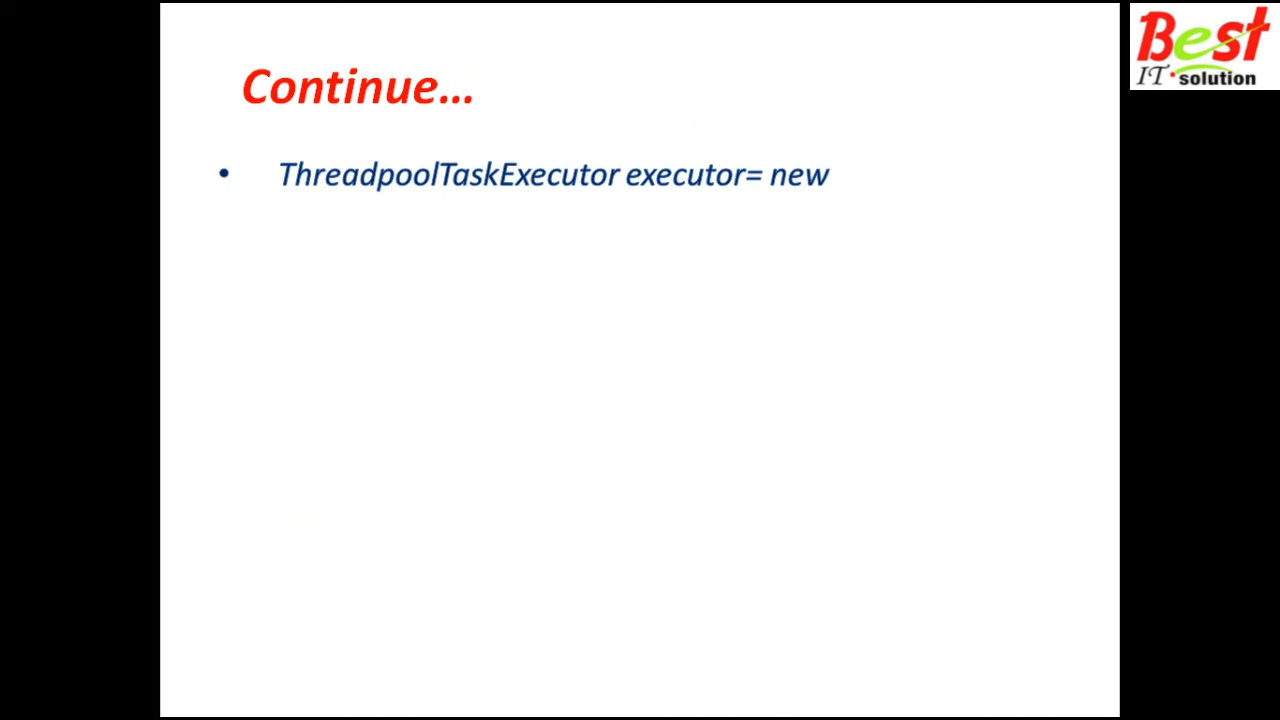 Best
IT solution
Continue…
• ThreadpoolTaskExecutor executor= new